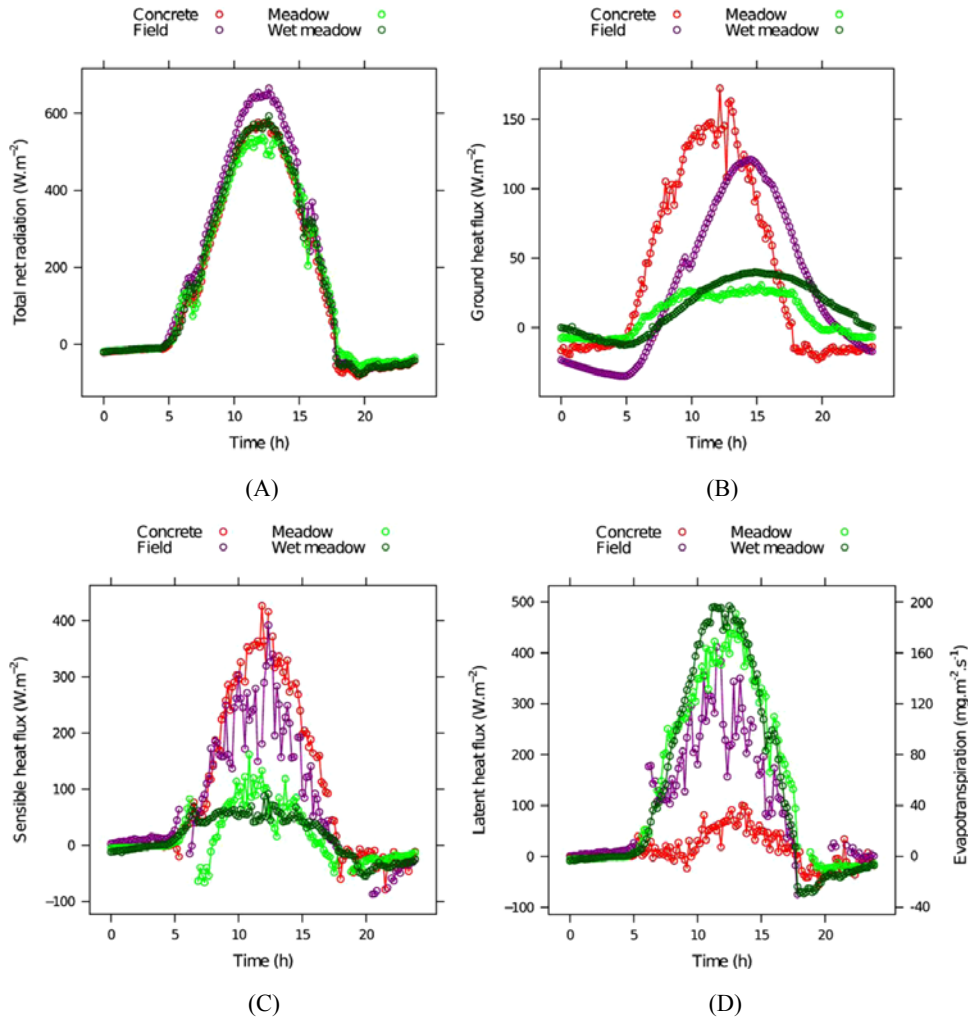 Concrete Meadow
Field Wet meadow
Concrete Meadow
Field Wet meadow
Total net radiation (W.m⁻²)
600
400
200
0
0 5 10 15 20
Time (h)
Ground heat flux (W.m⁻²)
150
100
50
0
0 5 10 15 20
Time (h)
(A)
(B)
Concrete Meadow
Field Wet meadow
Concrete Meadow
Field Wet meadow
Sensible heat flux (W.m⁻²)
400
300
200
100
0
−100
0 5 10 15 20
Time (h)
Latent heat flux (W.m⁻²)
500
400
300
200
100
0
−100
0 5 10 15 20
Time (h)
200
160
120
80
40
0
-40
Evapotranspiration (mg.m⁻².s⁻¹)
(C)
(D)